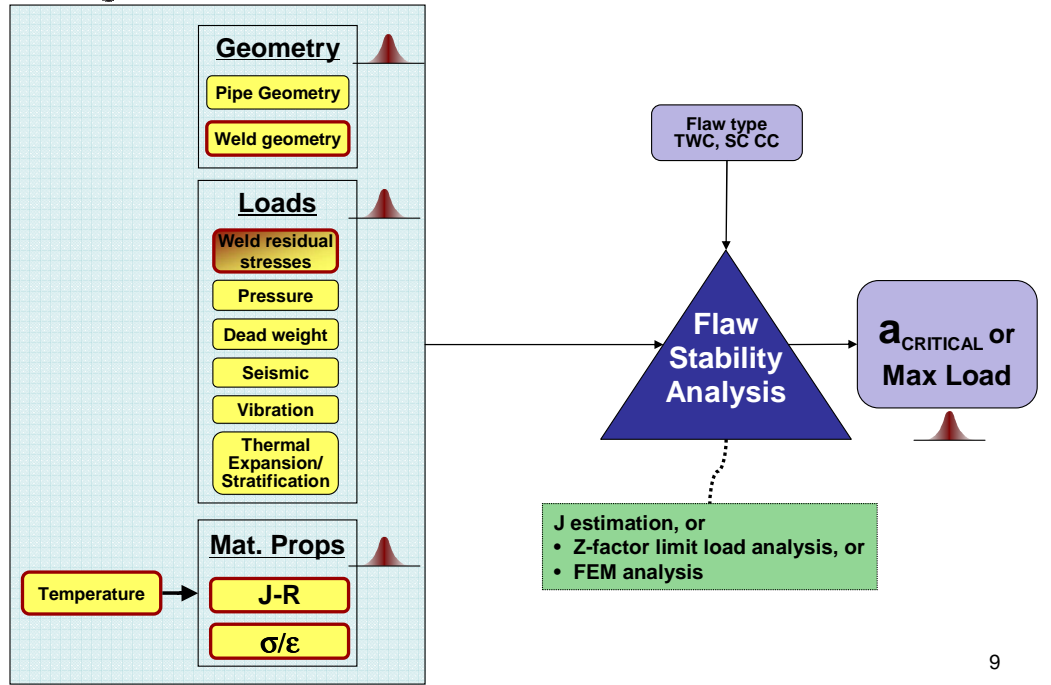 Geometry
Pipe Geometry
Weld geometry
Loads
Weld residual
stresses
Pressure
Dead weight
Seismic
Vibration
Thermal
Expansion/
Stratification
Mat. Props
Temperature
J-R
σ/ε
Flaw type
TWC, SC CC
Flaw
Stability
Analysis
aCRITICAL or
Max Load
J estimation, or
• Z-factor limit load analysis, or
• FEM analysis
9